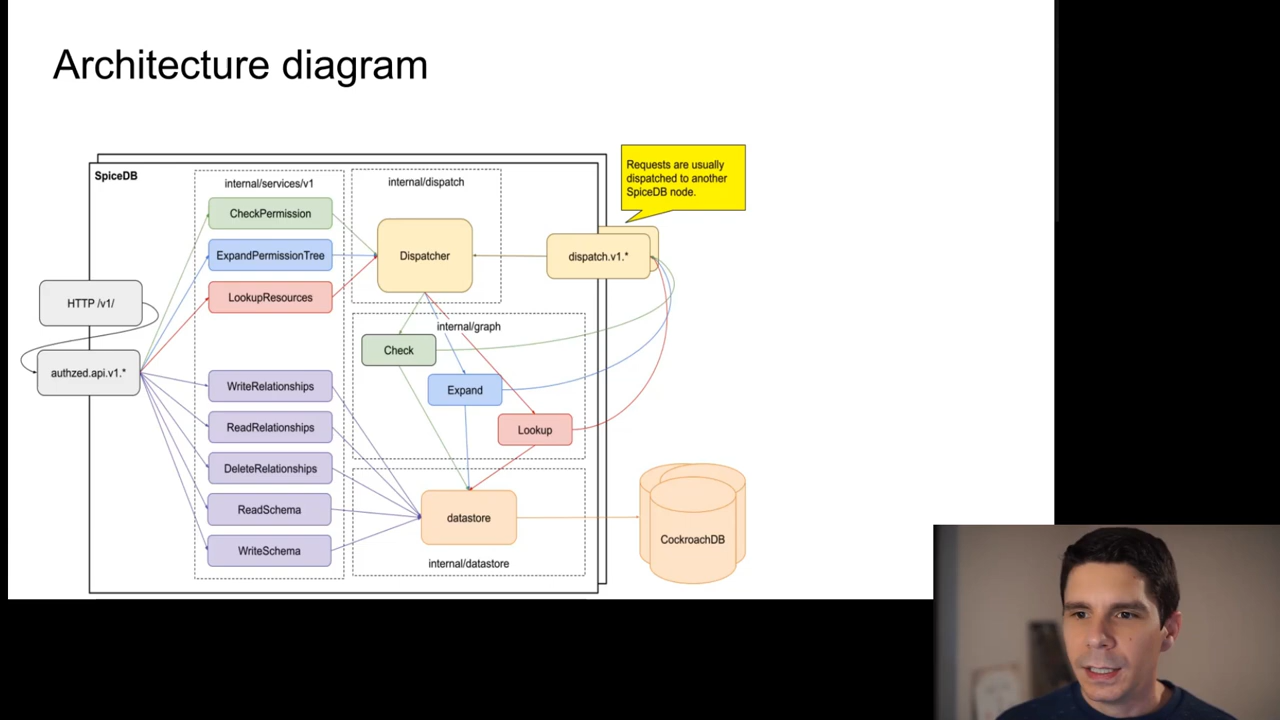 Architecture diagram
SpiceDB
internal/services/v1
CheckPermission
ExpandPermissionTree
LookupResources
WriteRelationships
ReadRelationships
DeleteRelationships
ReadSchema
WriteSchema
HTTP /v1/
authzed.api.v1.*
internal/dispatch
Dispatcher
internal/graph
Check
Expand
Lookup
datastore
internal/datastore
Requests are usually
dispatched to another
SpiceDB node.
dispatch.v1.*
CockroachDB